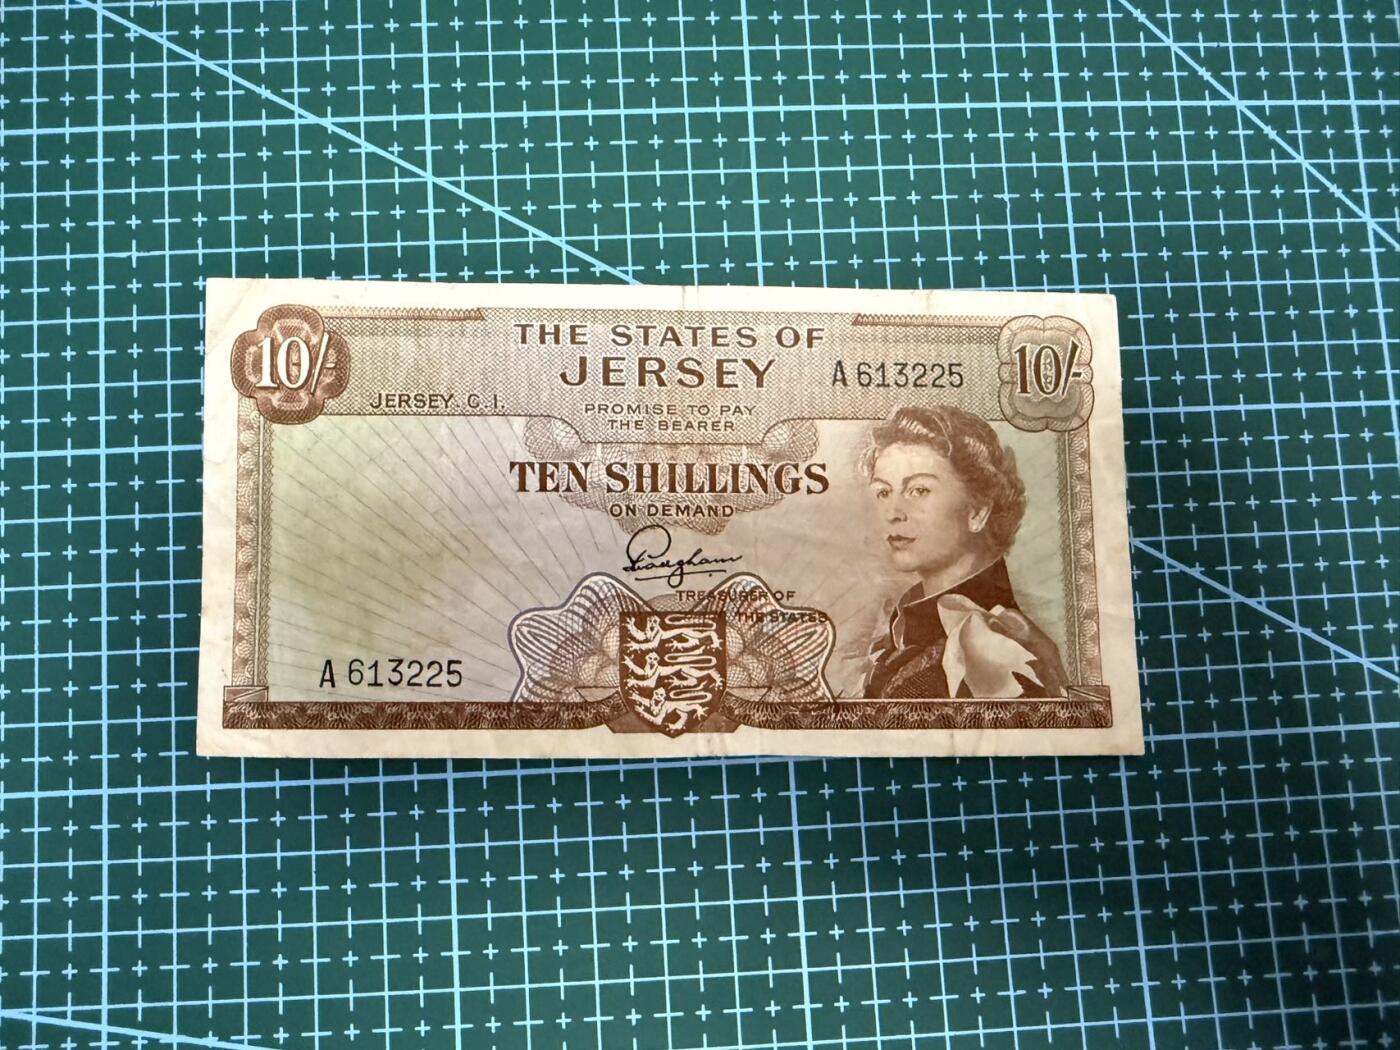 10/-
THE STATES OF
JERSEY
A 613225
10/-
JERSEY. C.I.
PROMISE TO PAY
THE BEARER
TEN SHILLINGS
ON DEMAND
Padgham
TREASURER OF
THE STATES
A 613225